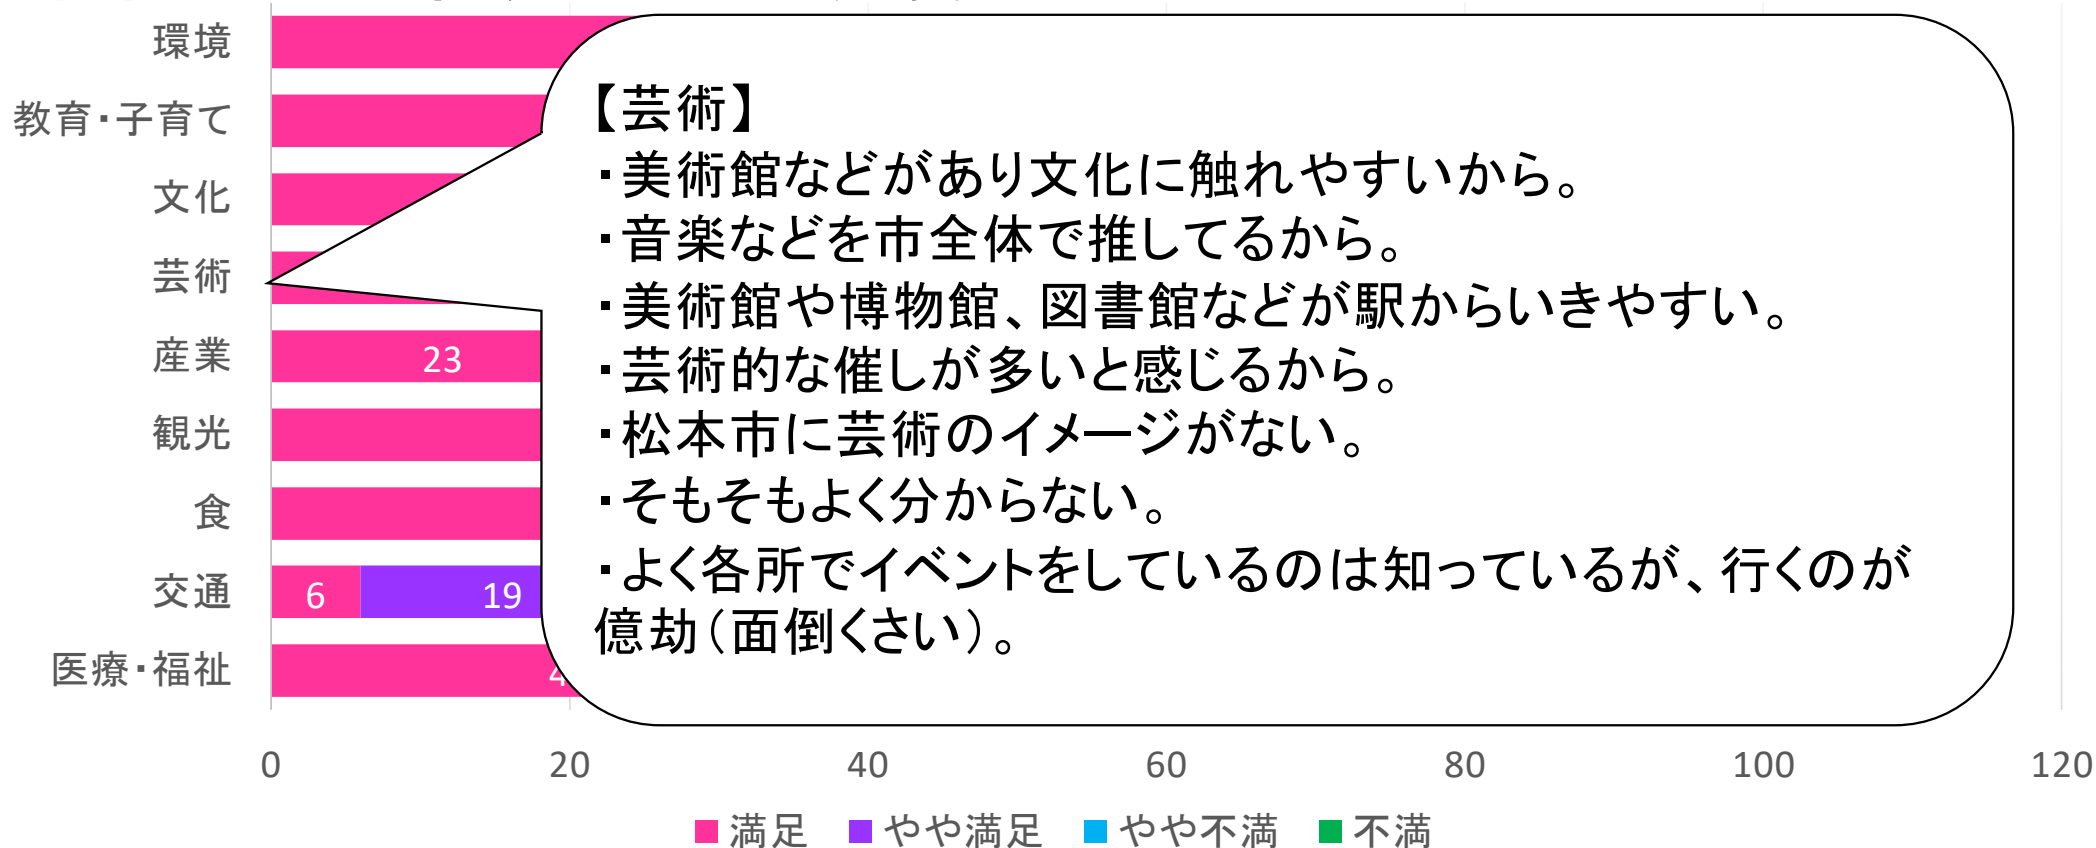 環境
教育・子育て
文化
芸術
産業
観光
食
交通
医療・福祉
23
6
19
4
【芸術】
・美術館などがあり文化に触れやすいから。
・音楽などを市全体で推してるから。
・美術館や博物館、図書館などが駅からいきやすい。
・芸術的な催しが多いと感じるから。
・松本市に芸術のイメージがない。
・そもそもよく分からない。
・よく各所でイベントをしているのは知っているが、行くのが
億劫(面倒くさい)。
0
20
40
60
80
100
120
満足
やや満足
やや不満
不満